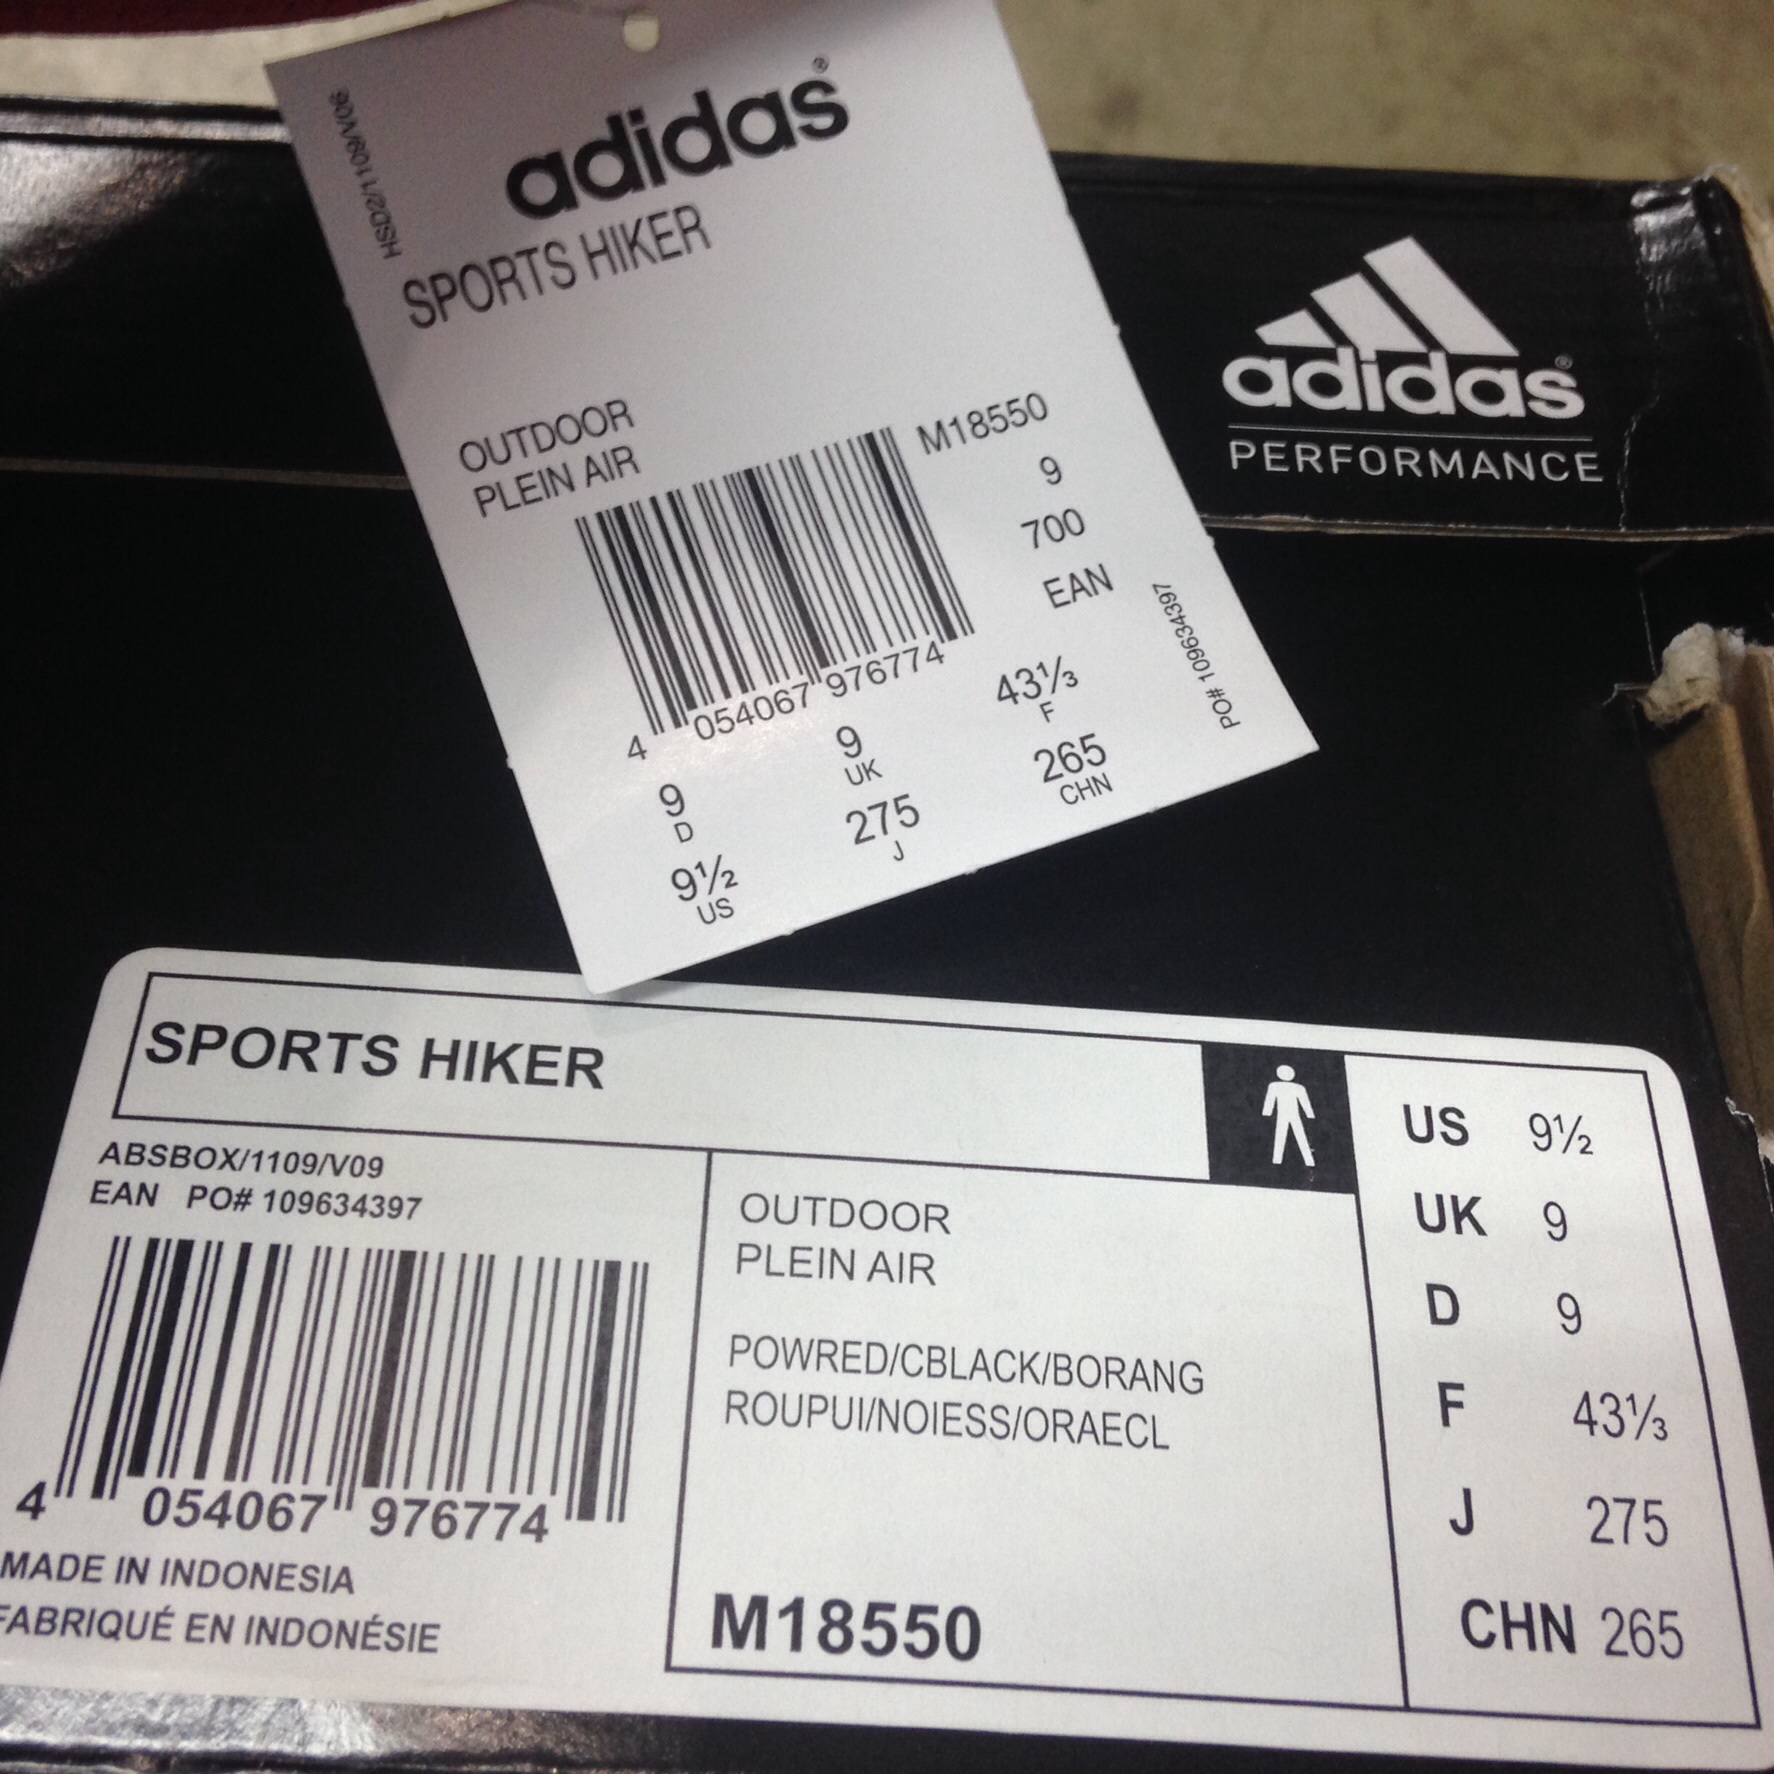 HSD2/1109/V06
adidas®
SPORTS HIKER
OUTDOOR
PLEIN AIR
M18550
9
700
EAN
4 054067 976774
PO# 109634397
9 D
9 UK
43⅓ F
9½ US
275 J
265 CHN
adidas®
PERFORMANCE
SPORTS HIKER
ABSBOX/1109/V09
EAN PO# 109634397
4 054067 976774
MADE IN INDONESIA
FABRIQUÉ EN INDONÉSIE
OUTDOOR
PLEIN AIR
POWRED/CBLACK/BORANG
ROUPUI/NOIESS/ORAECL
M18550
US 9½
UK 9
D 9
F 43⅓
J 275
CHN 265